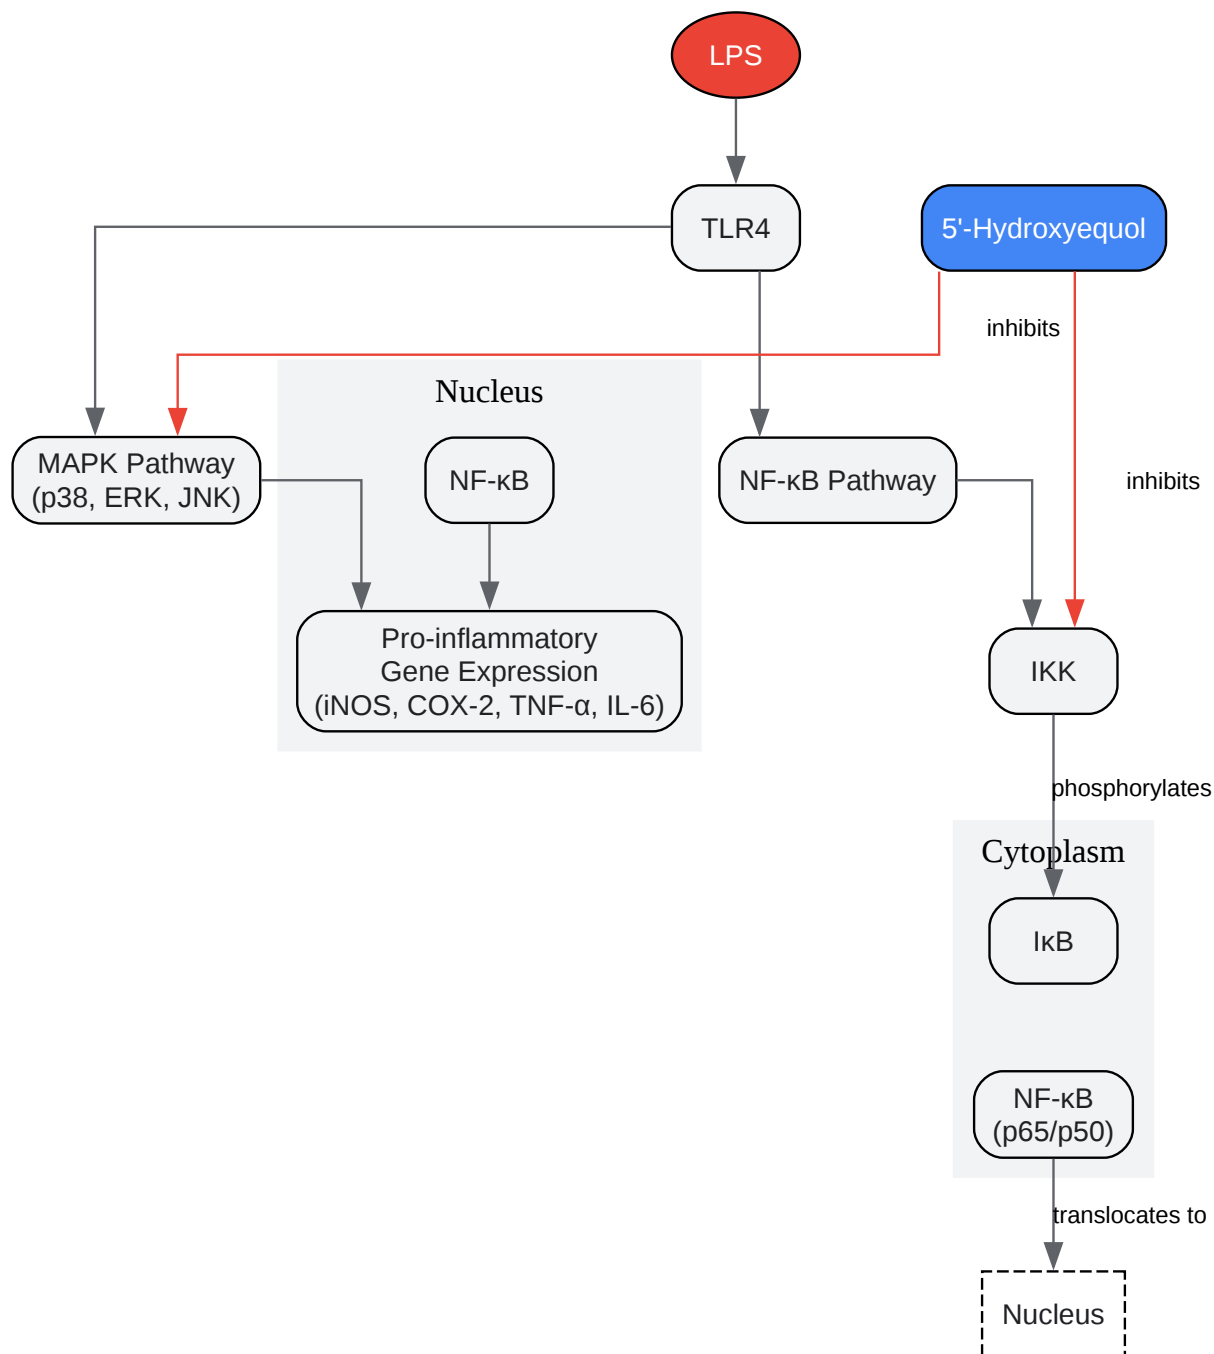 LPS
TLR4
5'-Hydroxyequol
inhibits
Nucleus
MAPK Pathway
(p38, ERK, JNK)
NF-κB
NF-κB Pathway
inhibits
Pro-inflammatory
Gene Expression
(iNOS, COX-2, TNF-α, IL-6)
IKK
phosphorylates
Cytoplasm
IκB
NF-κB
(p65/p50)
translocates to
Nucleus